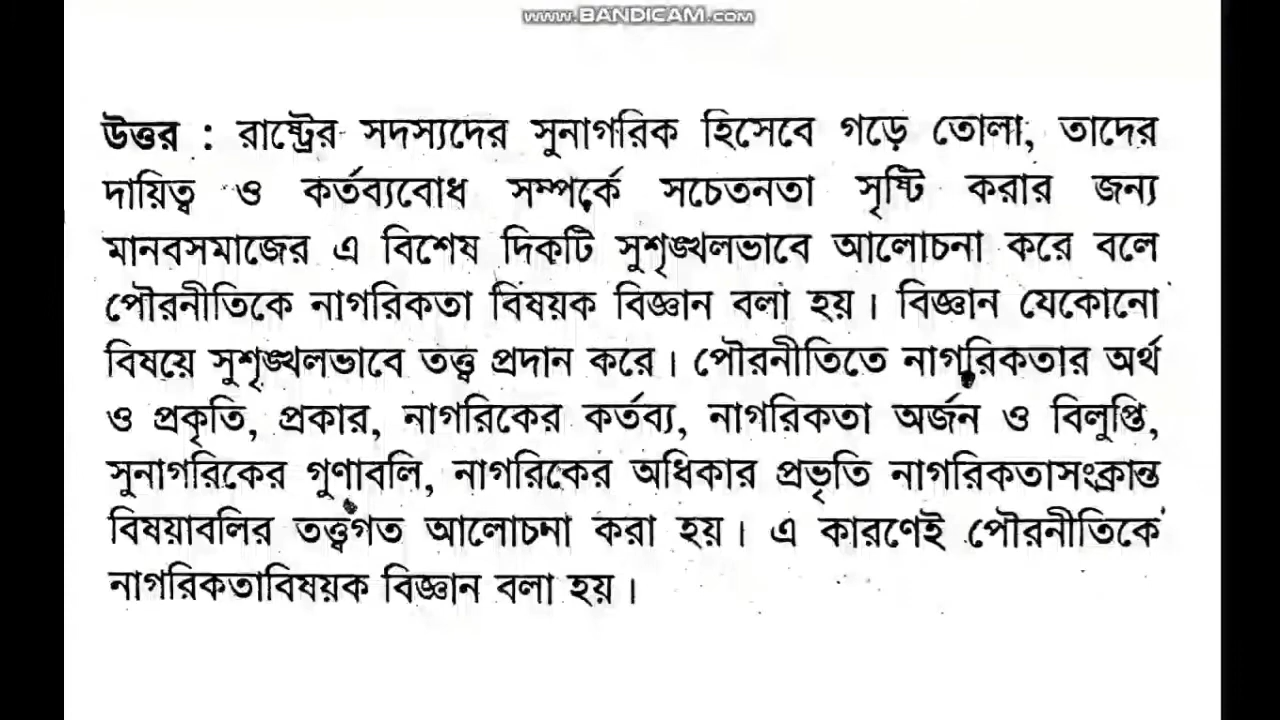 www.BANDICAM.com
উত্তর : রাষ্ট্রের সদস্যদের সুনাগরিক হিসেবে গড়ে তোলা, তাদের
দায়িত্ব ও কর্তব্যবোধ সম্পর্কে সচেতনতা সৃষ্টি করার জন্য
মানবসমাজের এ বিশেষ দিকটি সুশৃঙ্খলভাবে আলোচনা করে বলে
পৌরনীতিকে নাগরিকতা বিষয়ক বিজ্ঞান বলা হয়। বিজ্ঞান যেকোনো
বিষয়ে সুশৃঙ্খলভাবে তত্ত্ব প্রদান করে। পৌরনীতিতে নাগরিকতার অর্থ
ও প্রকৃতি, প্রকার, নাগরিকের কর্তব্য, নাগরিকতা অর্জন ও বিলুপ্তি,
সুনাগরিকের গুণাবলি, নাগরিকের অধিকার প্রভৃতি নাগরিকতাসংক্রান্ত
বিষয়াবলির তত্ত্বগত আলোচনা করা হয়। এ কারণেই পৌরনীতিকে
নাগরিকতাবিষয়ক বিজ্ঞান বলা হয়।